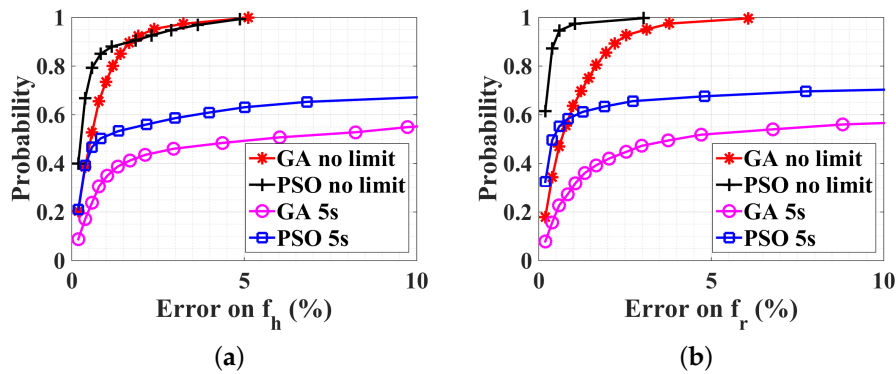 1
0.8
0.6
0.4
0.2
0
Probability
GA no limit
PSO no limit
GA 5s
PSO 5s
0 5 10
Error on f_h (%)
(a)
1
0.8
0.6
0.4
0.2
0
Probability
GA no limit
PSO no limit
GA 5s
PSO 5s
0 5 10
Error on f_r (%)
(b)